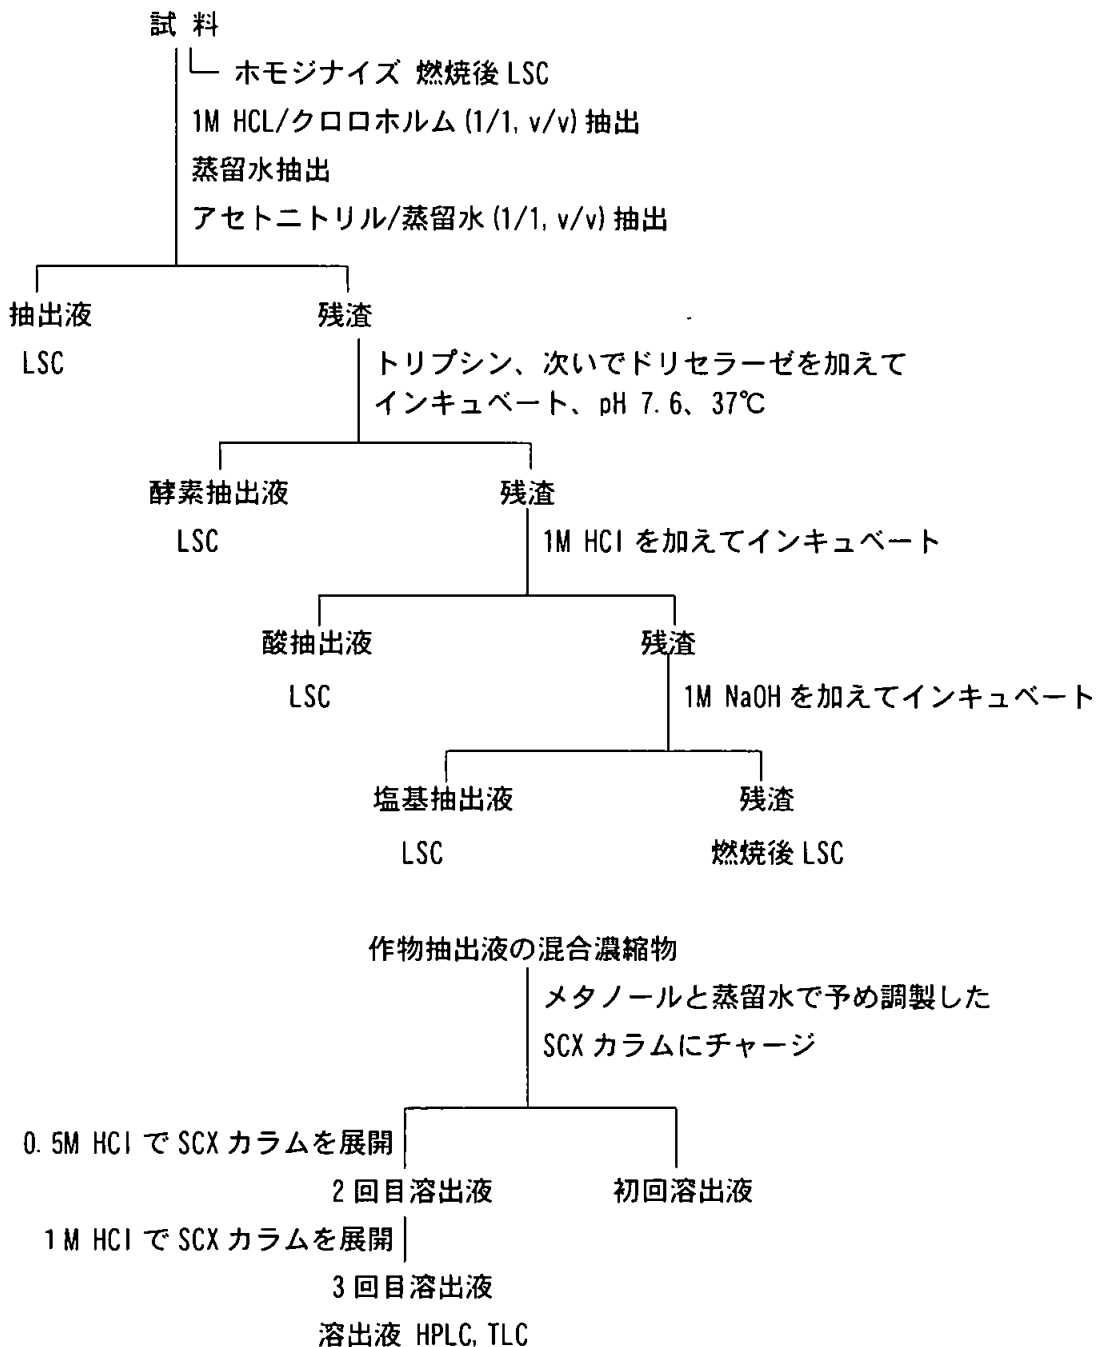 試 料
ホモジナイズ 燃焼後 LSC
1M HCL/クロロホルム (1/1, v/v) 抽出
蒸留水抽出
アセトニトリル/蒸留水 (1/1, v/v) 抽出
抽出液 残渣
LSC
トリプシン、次いでドリセラーゼを加えて
インキュベート、pH 7.6、37℃
酵素抽出液 残渣
LSC
1M HCl を加えてインキュベート
酸抽出液 残渣
LSC
1M NaOH を加えてインキュベート
塩基抽出液 残渣
LSC 燃焼後 LSC
作物抽出液の混合濃縮物
メタノールと蒸留水で予め調製した
SCX カラムにチャージ
0.5M HCl で SCX カラムを展開
2 回目溶出液 初回溶出液
1 M HCl で SCX カラムを展開
3 回目溶出液
溶出液 HPLC, TLC